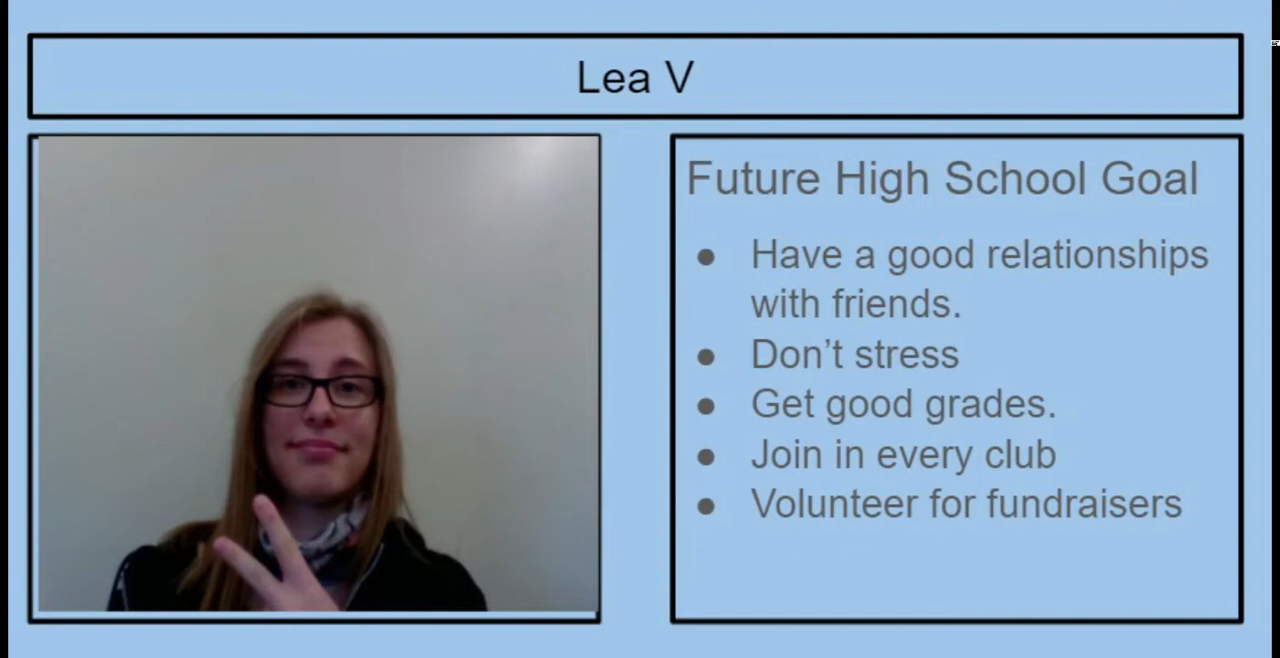 Lea V
Future High School Goal
● Have a good relationships
with friends.
● Don’t stress
● Get good grades.
● Join in every club
● Volunteer for fundraisers